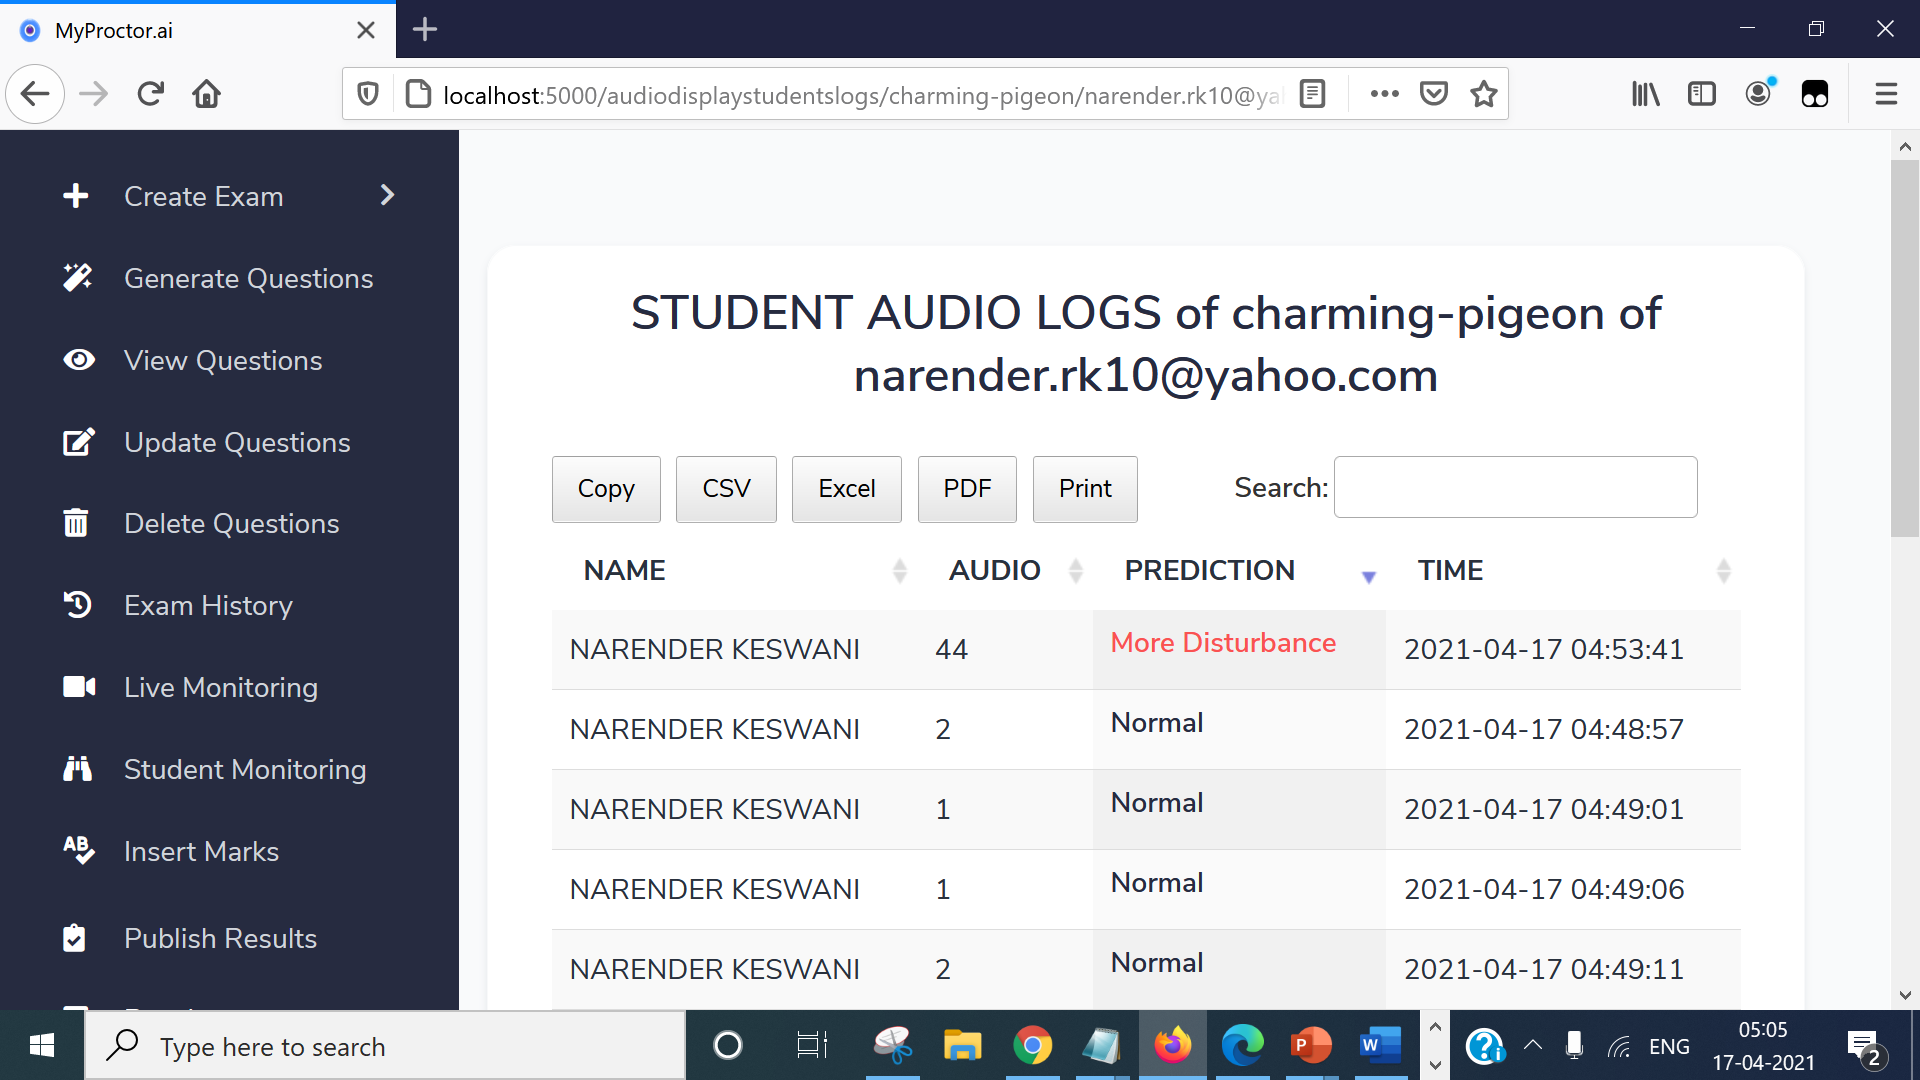 MyProctor.ai
localhost:5000/audiodisplaystudentslogs/charming-pigeon/narender.rk10@ya
Create Exam
Generate Questions
View Questions
Update Questions
Delete Questions
Exam History
Live Monitoring
Student Monitoring
AB Insert Marks
Publish Results
STUDENT AUDIO LOGS of charming-pigeon of
narender.rk10@yahoo.com
Copy CSV Excel PDF Print Search:
NAME AUDIO PREDICTION TIME
NARENDER KESWANI 44 More Disturbance 2021-04-17 04:53:41
NARENDER KESWANI 2 Normal 2021-04-17 04:48:57
NARENDER KESWANI 1 Normal 2021-04-17 04:49:01
NARENDER KESWANI 1 Normal 2021-04-17 04:49:06
NARENDER KESWANI 2 Normal 2021-04-17 04:49:11
Type here to search
P
W
ENG
05:05
17-04-2021
2